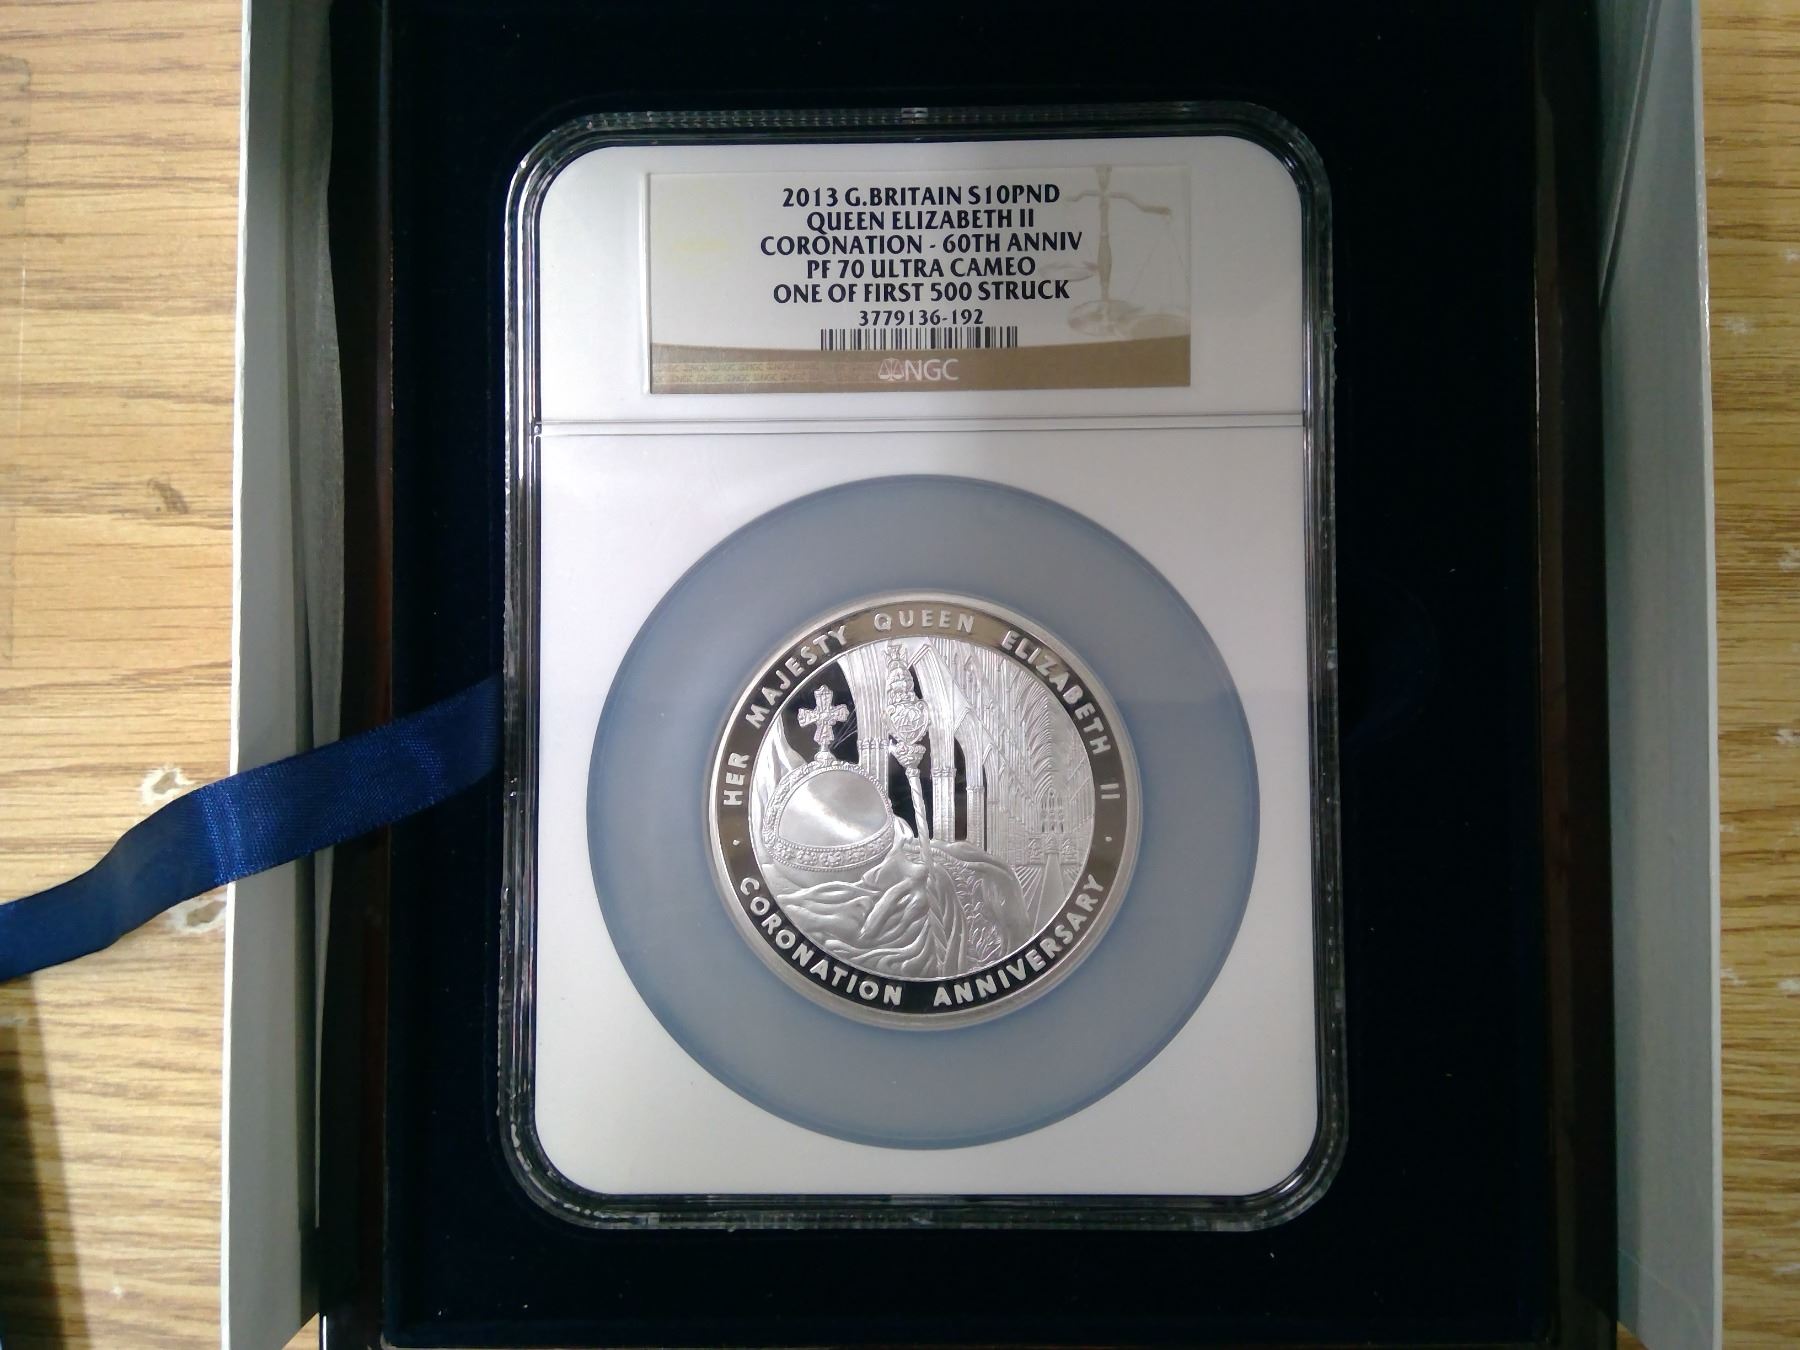 2013 G.BRITAIN S10PND
QUEEN ELIZABETH II
CORONATION - 60TH ANNIV
PF 70 ULTRA CAMEO
ONE OF FIRST 500 STRUCK
3779136-192
NGC
· HER MAJESTY QUEEN ELIZABETH II ·
CORONATION ANNIVERSARY